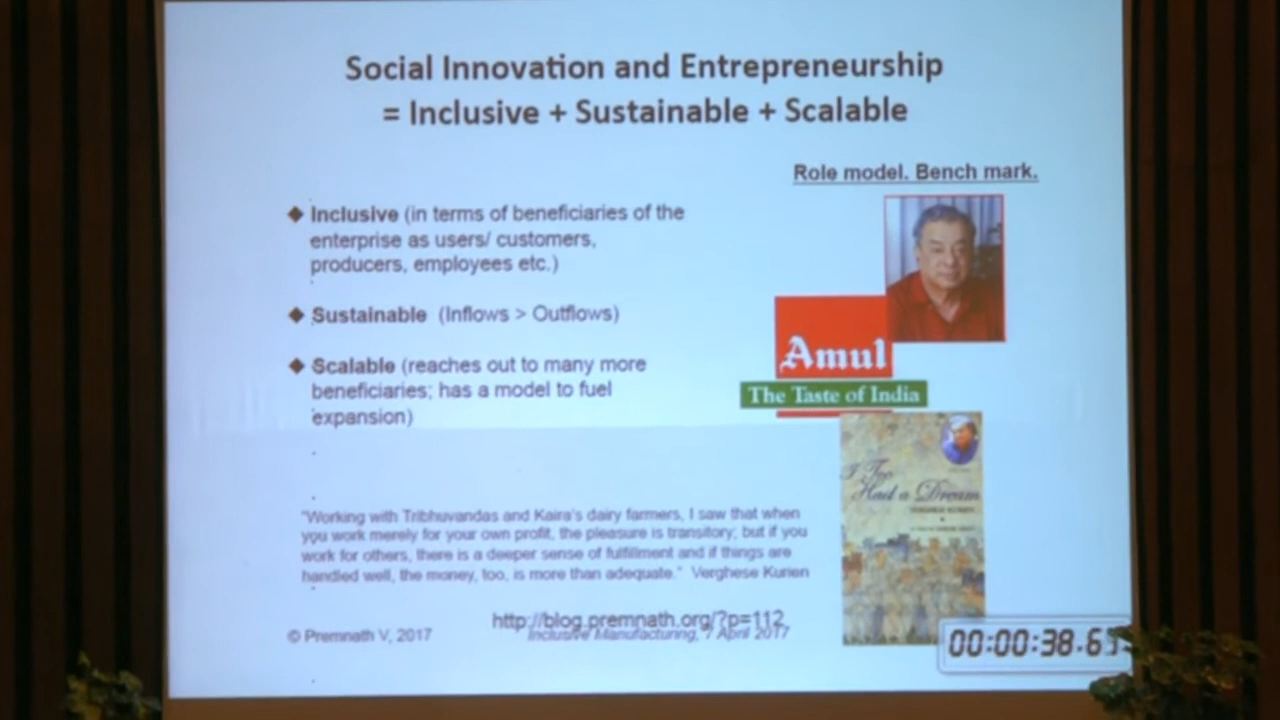 Social Innovation and Entrepreneurship
= Inclusive + Sustainable + Scalable
Role model. Bench mark.
◆ Inclusive (in terms of beneficiaries of the
enterprise as users/ customers,
producers, employees etc.)
◆ Sustainable (Inflows > Outflows)
◆ Scalable (reaches out to many more
beneficiaries; has a model to fuel
expansion)
Amul
The Taste of India
I Too
Had a Dream
VERGHESE KURIEN
"Working with Tribhuvandas and Kaira's dairy farmers, I saw that when
you work merely for your own profit, the pleasure is transitory; but if you
work for others, there is a deeper sense of fulfillment and if things are
handled well, the money, too, is more than adequate." Verghese Kurien
http://blog.premnath.org/?p=112
© Premnath V, 2017
Inclusive Manufacturing, 7 April 2017
00:00:38.6